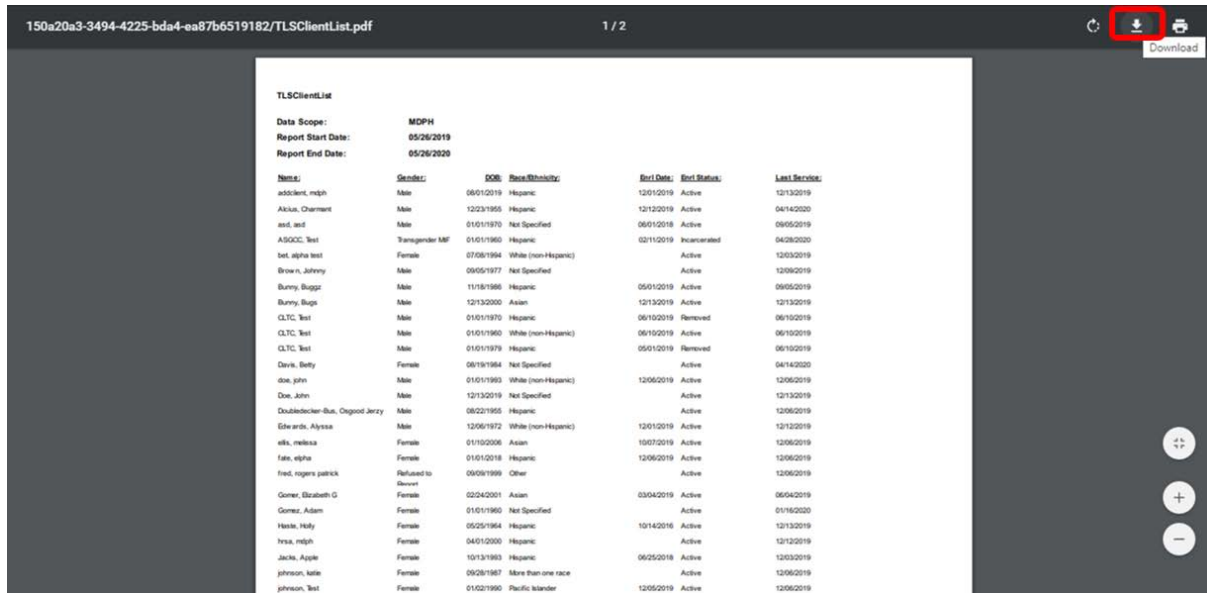 150a20a3-3494-4225-bda4-ea87b6519182/TLSClientList.pdf 1 / 2
Download
TLSClientList
Data Scope: MDPH
Report Start Date: 05/26/2019
Report End Date: 05/26/2020
Name: Gender: DOB: Race/Ethnicity: Enrl Date: Enrl Status: Last Service:
addclient, mdph Male 08/01/2019 Hispanic 12/01/2019 Active 12/13/2019
Alcius, Charmant Male 12/23/1955 Hispanic 12/12/2019 Active 04/14/2020
asd, asd Male 01/01/1970 Not Specified 06/01/2018 Active 09/05/2019
ASGCC, Test Transgender MtF 01/01/1960 Hispanic 02/11/2019 Incarcerated 04/28/2020
bet, alpha test Female 07/08/1994 White (non-Hispanic) Active 12/03/2019
Brown, Johnny Male 09/05/1977 Not Specified Active 12/09/2019
Bunny, Buggz Male 11/18/1986 Hispanic 05/01/2019 Active 09/05/2019
Bunny, Bugs Male 12/13/2000 Asian 12/13/2019 Active 12/13/2019
CLTC, Test Male 01/01/1970 Hispanic 06/10/2019 Removed 06/10/2019
CLTC, Test Male 01/01/1960 White (non-Hispanic) 06/10/2019 Active 06/10/2019
CLTC, Test Male 01/01/1979 Hispanic 05/01/2019 Removed 06/10/2019
Davis, Betty Female 08/19/1984 Not Specified Active 04/14/2020
doe, john Male 01/01/1993 White (non-Hispanic) 12/06/2019 Active 12/06/2019
Doe, John Male 12/13/2019 Not Specified Active 12/13/2019
Doubledecker-Bus, Osgood Jerzy Male 08/22/1955 Hispanic Active 12/06/2019
Edwards, Alyssa Male 12/06/1972 White (non-Hispanic) 12/01/2019 Active 12/12/2019
ellis, melissa Female 01/10/2006 Asian 10/07/2019 Active 12/06/2019
fate, elpha Female 01/01/2018 Hispanic 12/06/2019 Active 12/06/2019
fred, rogers patrick Refused to Report 09/09/1999 Other Active 12/06/2019
Gomer, Elizabeth G Female 02/24/2001 Asian 03/04/2019 Active 06/04/2019
Gomez, Adam Female 01/01/1960 Not Specified Active 01/16/2020
Haste, Holly Female 05/25/1964 Hispanic 10/14/2016 Active 12/13/2019
hrsa, mdph Female 04/01/2000 Hispanic Active 12/12/2019
Jacks, Apple Female 10/13/1993 Hispanic 06/25/2018 Active 12/03/2019
johnson, katie Female 09/28/1987 More than one race Active 12/06/2019
johnson, Test Female 01/02/1990 Pacific Islander 12/05/2019 Active 12/06/2019